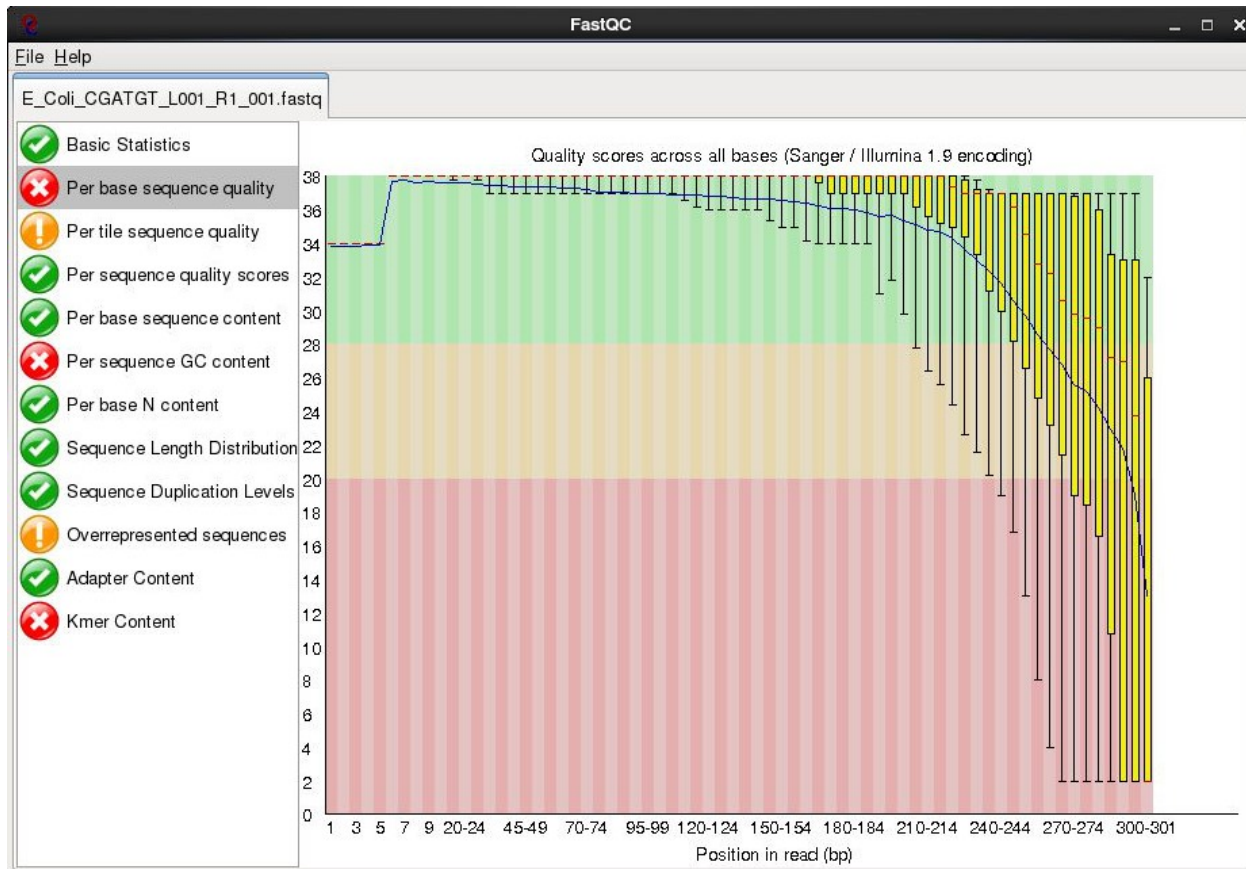 FastQC
File Help
E_Coli_CGATGT_L001_R1_001.fastq
Basic Statistics
Per base sequence quality
Per tile sequence quality
Per sequence quality scores
Per base sequence content
Per sequence GC content
Per base N content
Sequence Length Distribution
Sequence Duplication Levels
Overrepresented sequences
Adapter Content
Kmer Content
Quality scores across all bases (Sanger / Illumina 1.9 encoding)
38
36
34
32
30
28
26
24
22
20
18
16
14
12
10
8
6
4
2
0
1 3 5 7 9 20-24 45-49 70-74 95-99 120-124 150-154 180-184 210-214 240-244 270-274 300-301
Position in read (bp)